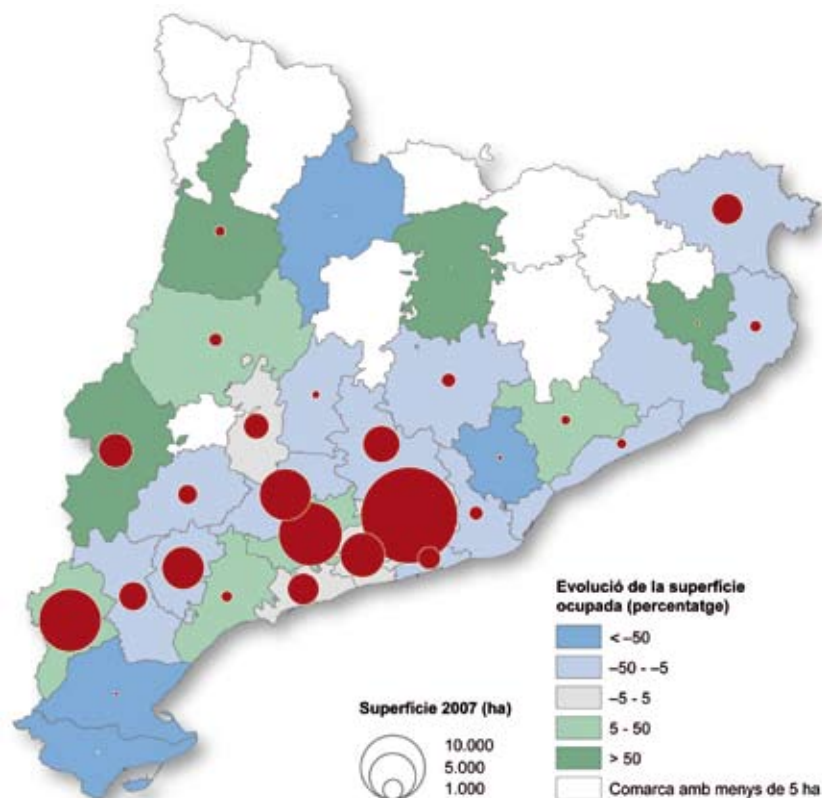 Evolució de la superfície
ocupada (percentatge)
< –50
–50 - –5
–5 - 5
5 - 50
> 50
Comarca amb menys de 5 ha
Superfície 2007 (ha)
10.000
5.000
1.000